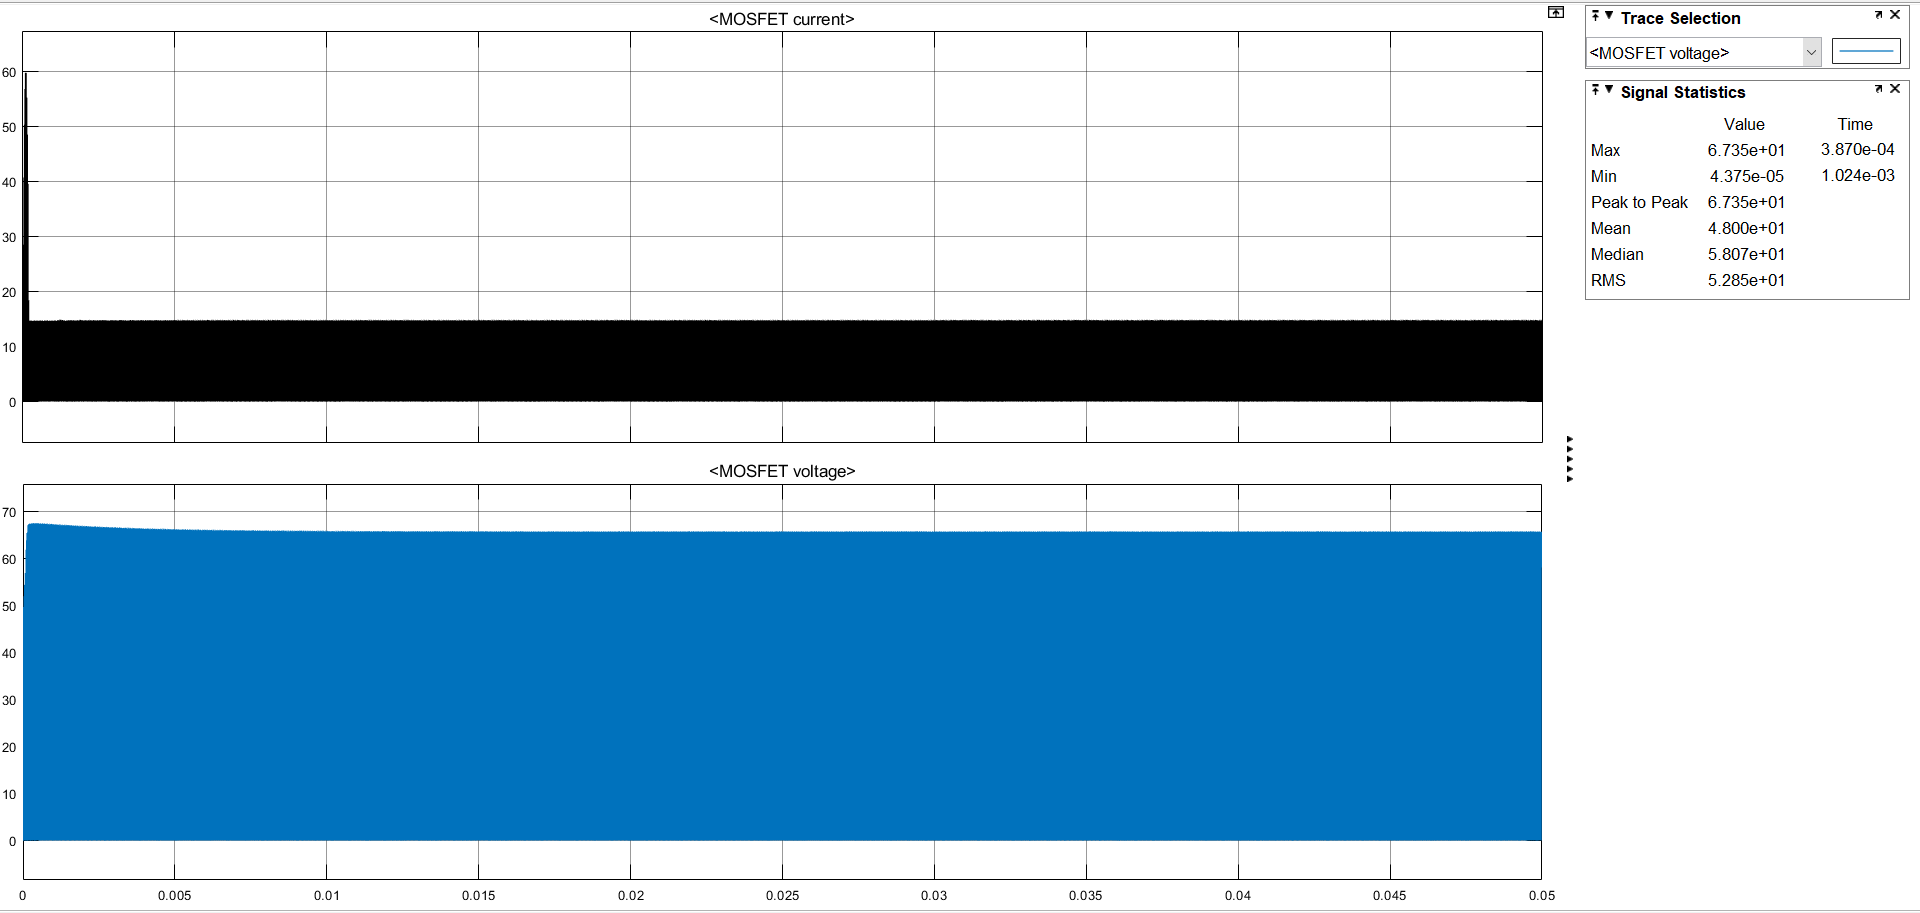 <MOSFET current>
60
50
40
30
20
10
0
<MOSFET voltage>
70
60
50
40
30
20
10
0
0 0.005 0.01 0.015 0.02 0.025 0.03 0.035 0.04 0.045 0.05
Trace Selection
<MOSFET voltage>
Signal Statistics
Value Time
Max 6.735e+01 3.870e-04
Min 4.375e-05 1.024e-03
Peak to Peak 6.735e+01
Mean 4.800e+01
Median 5.807e+01
RMS 5.285e+01